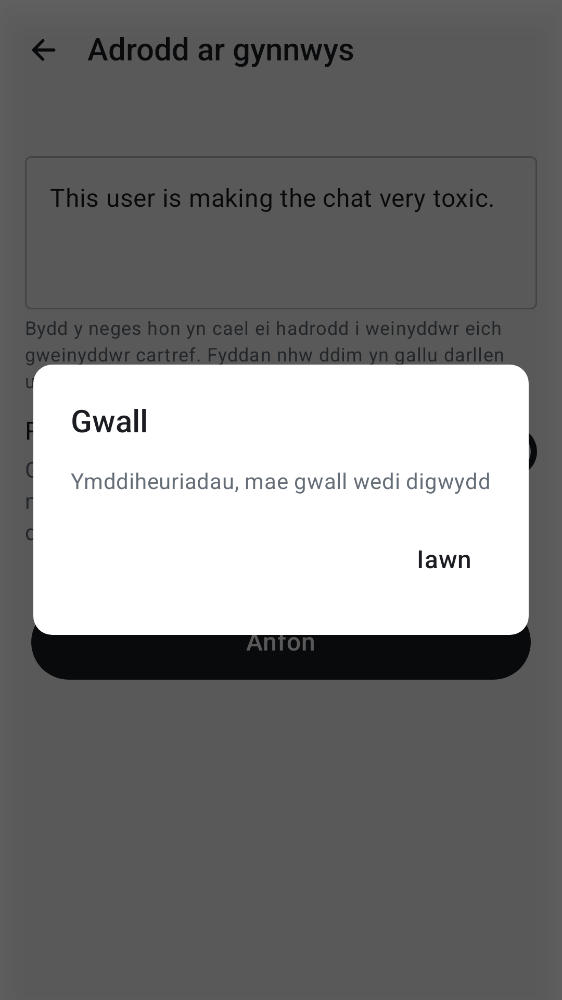 Adrodd ar gynnwys
This user is making the chat very toxic.
Bydd y neges hon yn cael ei hadrodd i weinyddwr eich
gweinyddwr cartref. Fyddan nhw ddim yn gallu darllen
Gwall
Ymddiheuriadau, mae gwall wedi digwydd
Iawn
Anfon